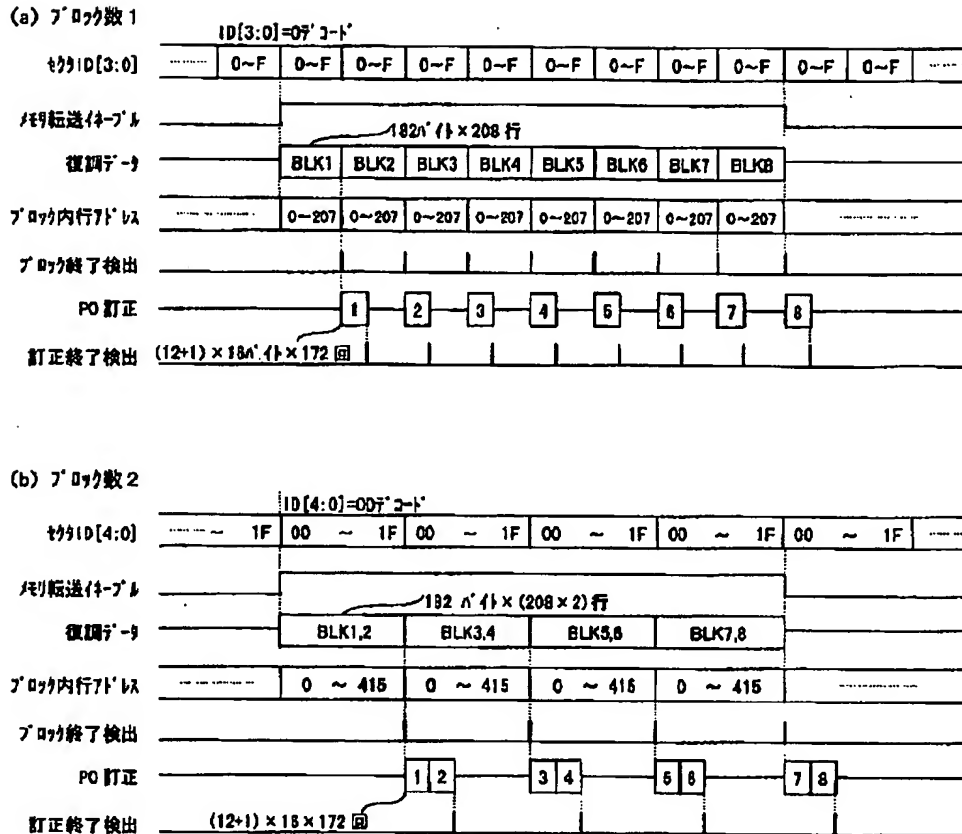 (a) ブロック数1
ID[3:0]=0デコード
セクタID[3:0] ‥‥‥ 0~F 0~F 0~F 0~F 0~F 0~F 0~F 0~F 0~F 0~F 0~F ‥‥
メモリ転送イネーブル
182バイト×208行
復調データ BLK1 BLK2 BLK3 BLK4 BLK5 BLK6 BLK7 BLK8
ブロック内行アドレス ‥‥‥‥‥ 0~207 0~207 0~207 0~207 0~207 0~207 0~207 0~207 ‥‥‥‥‥
ブロック終了検出
PO訂正 1 2 3 4 5 6 7 8
訂正終了検出 (12+1)×16バイト×172回
(b) ブロック数2
ID[4:0]=00デコード
セクタID[4:0] ‥‥‥~ 1F 00 ~ 1F 00 ~ 1F 00 ~ 1F 00 ~ 1F 00 ~ 1F ‥‥
メモリ転送イネーブル
182 バイト×(208×2)行
復調データ BLK1,2 BLK3,4 BLK5,6 BLK7,8
ブロック内行アドレス ‥‥‥‥‥ 0 ~ 415 0 ~ 415 0 ~ 415 0 ~ 415 ‥‥‥‥‥
ブロック終了検出
PO訂正 1 2 3 4 5 6 7 8
訂正終了検出 (12+1)×16×172回